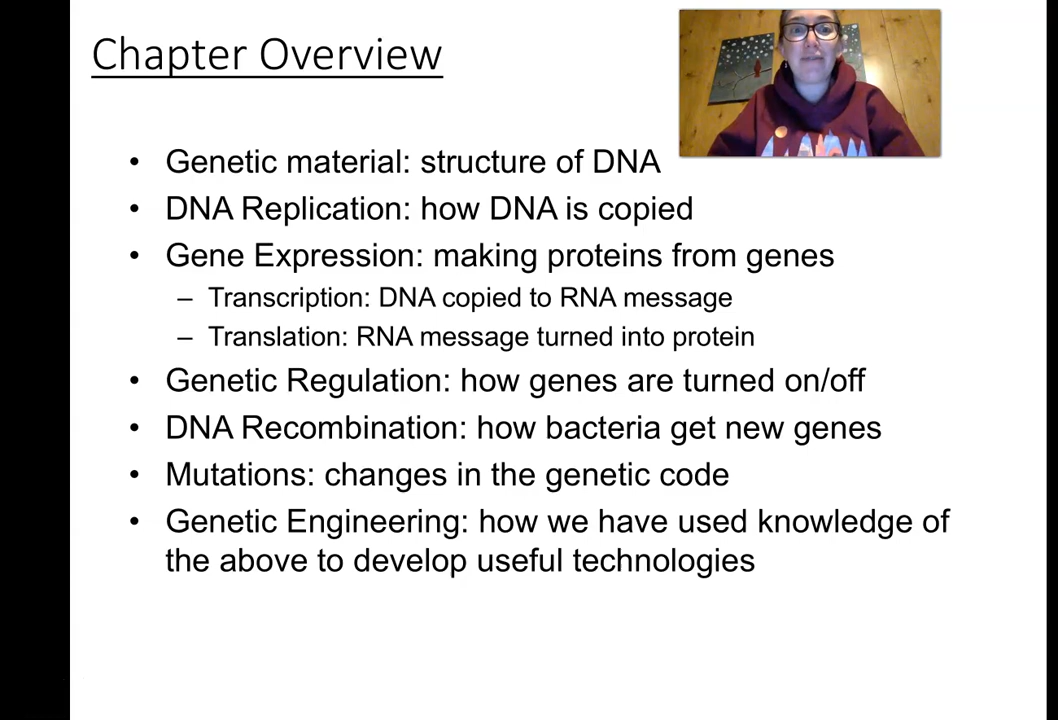 Chapter Overview
• Genetic material: structure of DNA
• DNA Replication: how DNA is copied
• Gene Expression: making proteins from genes
– Transcription: DNA copied to RNA message
– Translation: RNA message turned into protein
• Genetic Regulation: how genes are turned on/off
• DNA Recombination: how bacteria get new genes
• Mutations: changes in the genetic code
• Genetic Engineering: how we have used knowledge of
the above to develop useful technologies